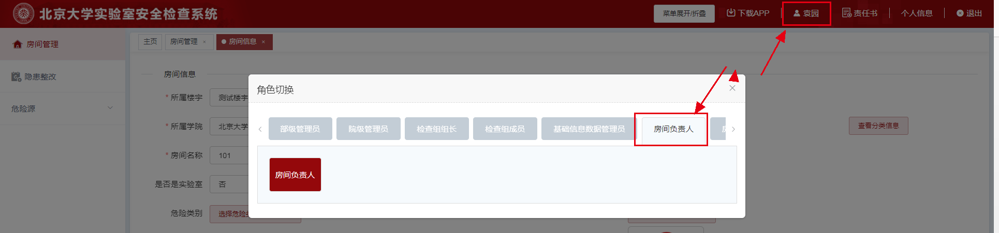 北京大学实验室安全检查系统
菜单展开/折叠
下载APP
袁园
责任书
个人信息
退出
房间管理
隐患整改
危险源
主页
房间管理 ×
房间信息 ×
房间信息
* 所属楼宇 测试楼宇
* 所属学院 北京大学
查看分类信息
* 房间名称 101
是否是实验室 否
危险类别 选择危险
角色切换
部级管理员
院级管理员
检查组组长
检查组成员
基础信息数据管理员
房间负责人
房间负责人